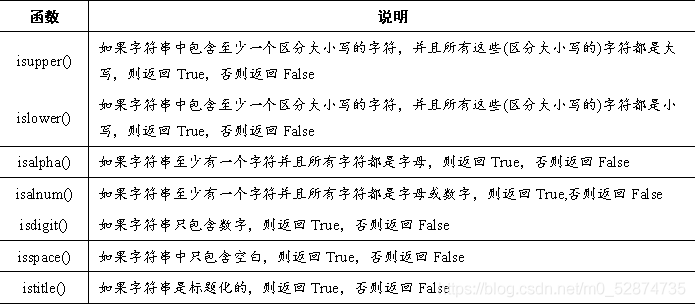 函数 说明
isupper() 如果字符串中包含至少一个区分大小写的字符，并且所有这些(区分大小写的)字符都是大
写，则返回 True，否则返回 False
islower() 如果字符串中包含至少一个区分大小写的字符，并且所有这些(区分大小写的)字符都是小
写，则返回 True，否则返回 False
isalpha() 如果字符串至少有一个字符并且所有字符都是字母，则返回 True，否则返回 False
isalnum() 如果字符串至少有一个字符并且所有字符都是字母或数字，则返回 True,否则返回 False
isdigit() 如果字符串只包含数字，则返回 True，否则返回 False
isspace() 如果字符串中只包含空白，则返回 True，否则返回 False
istitle() 如果字符串是标题化的，则返回 True，否则返回 False
https://blog.csdn.net/m0_52874735